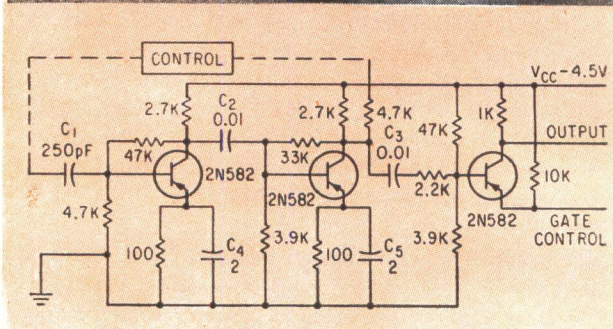 CONTROL
VCC-4.5V
2.7K
C2
0.01
2.7K
4.7K
C3
0.01
47K
1K
OUTPUT
C1
250pF
47K
33K
2N582
2N582
2.2K
2N582
10K
GATE
CONTROL
4.7K
100
C4
2
3.9K
100
C5
2
3.9K